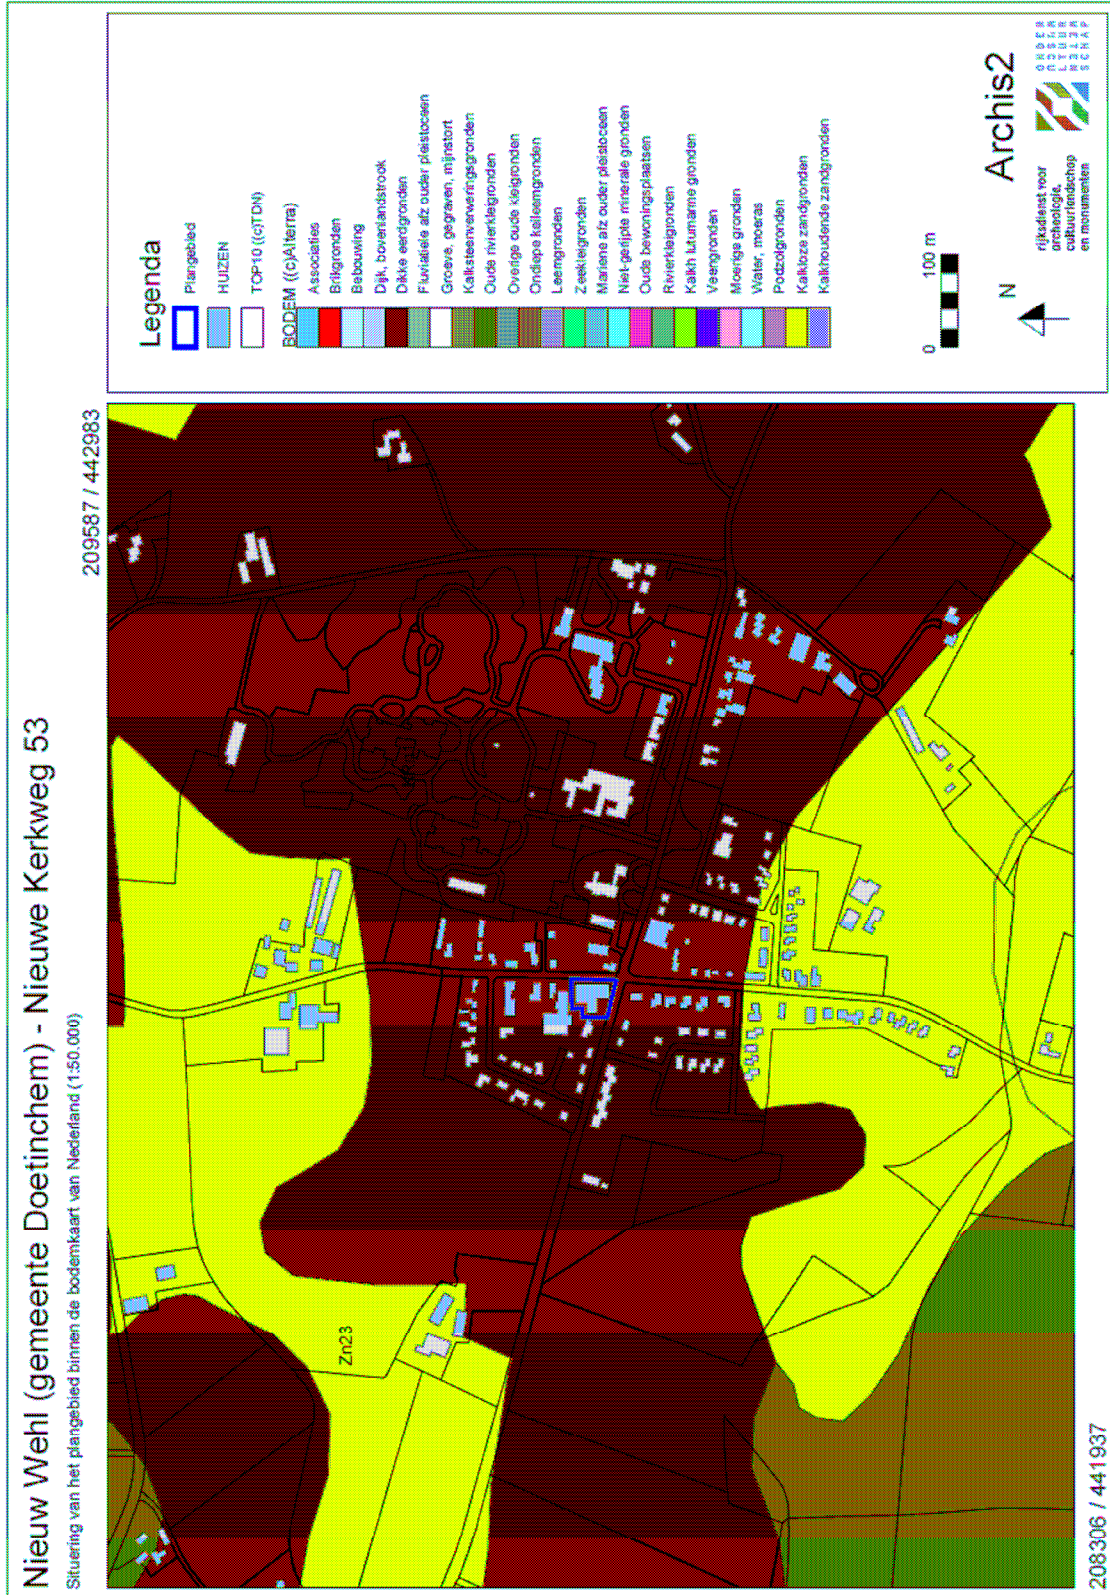 Nieuw Wehl (gemeente Doetinchem) - Nieuwe Kerkweg 53
Situering van het plangebied binnen de bodemkaart van Nederland (1:50.000)
209587 / 442983
Zn23
208306 / 441937
Legenda
Plangebied
HUIZEN
TOP10 ((c)TDN)
BODEM ((c)Alterra)
Associaties
Brikgronden
Bebouwing
Dijk, bovenlandstrook
Dikke eerdgronden
Fluviatiele afz ouder pleistoceen
Groeve, gegraven, mijnstort
Kalksteenverweringsgronden
Oude rivierkleigronden
Overige oude kleigronden
Ondiepe keileemgronden
Leemgronden
Zeekleigronden
Mariene afz ouder pleistoceen
Niet-gerijpte minerale gronden
Oude bewoningsplaatsen
Rivierkleigronden
Kalkh lutumarme gronden
Veengronden
Moerige gronden
Water, moeras
Podzolgronden
Kalkloze zandgronden
Kalkhoudende zandgronden
0 100 m
N
Archis2
rijksdienst voor
archeologie,
cultuurlandschap
en monumenten